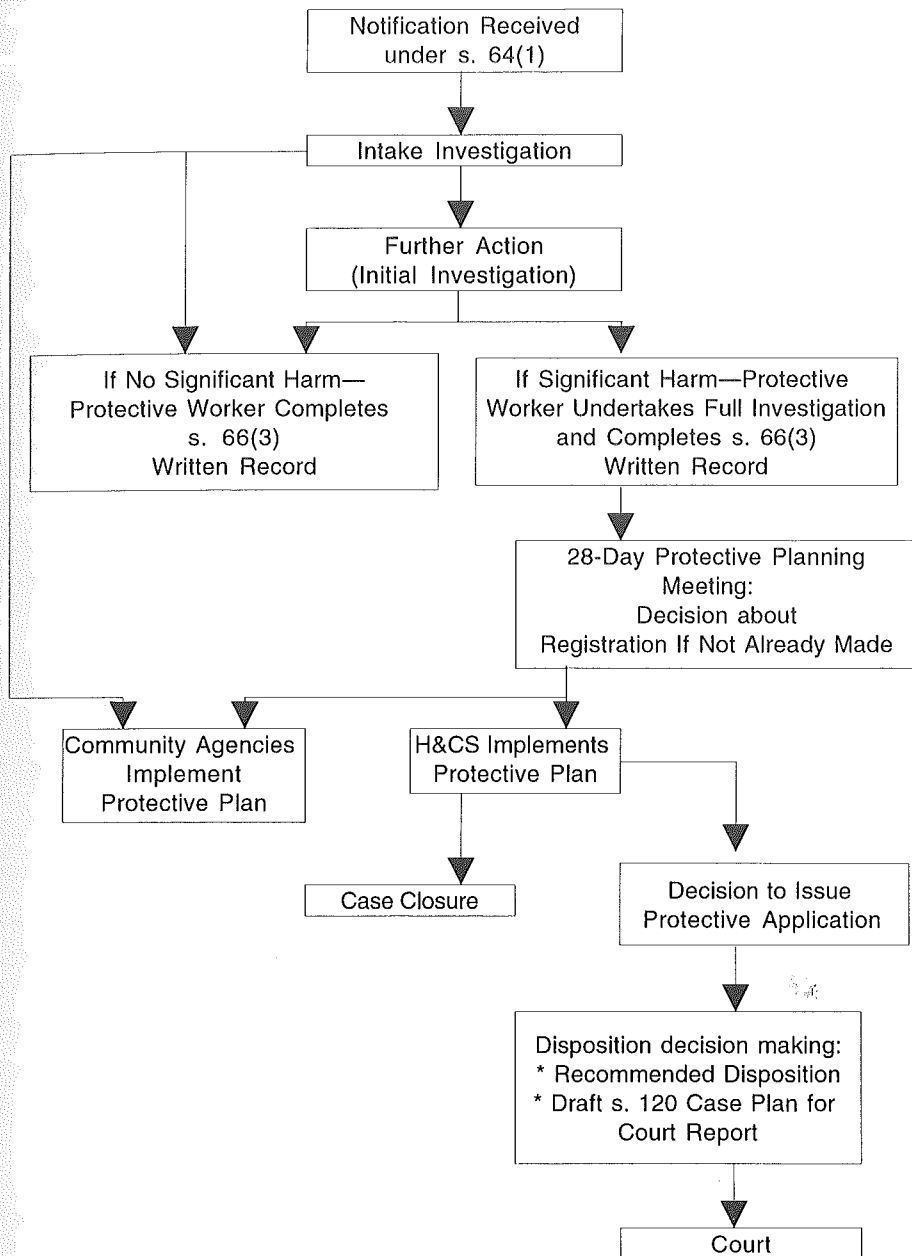 Notification Received
under s. 64(1)
Intake Investigation
Further Action
(Initial Investigation)
If No Significant Harm—
Protective Worker Completes
s. 66(3)
Written Record
If Significant Harm—Protective
Worker Undertakes Full Investigation
and Completes s. 66(3)
Written Record
28-Day Protective Planning
Meeting:
Decision about
Registration If Not Already Made
Community Agencies
Implement
Protective Plan
H&CS Implements
Protective Plan
Case Closure
Decision to Issue
Protective Application
Disposition decision making:
* Recommended Disposition
* Draft s. 120 Case Plan for
Court Report
Court